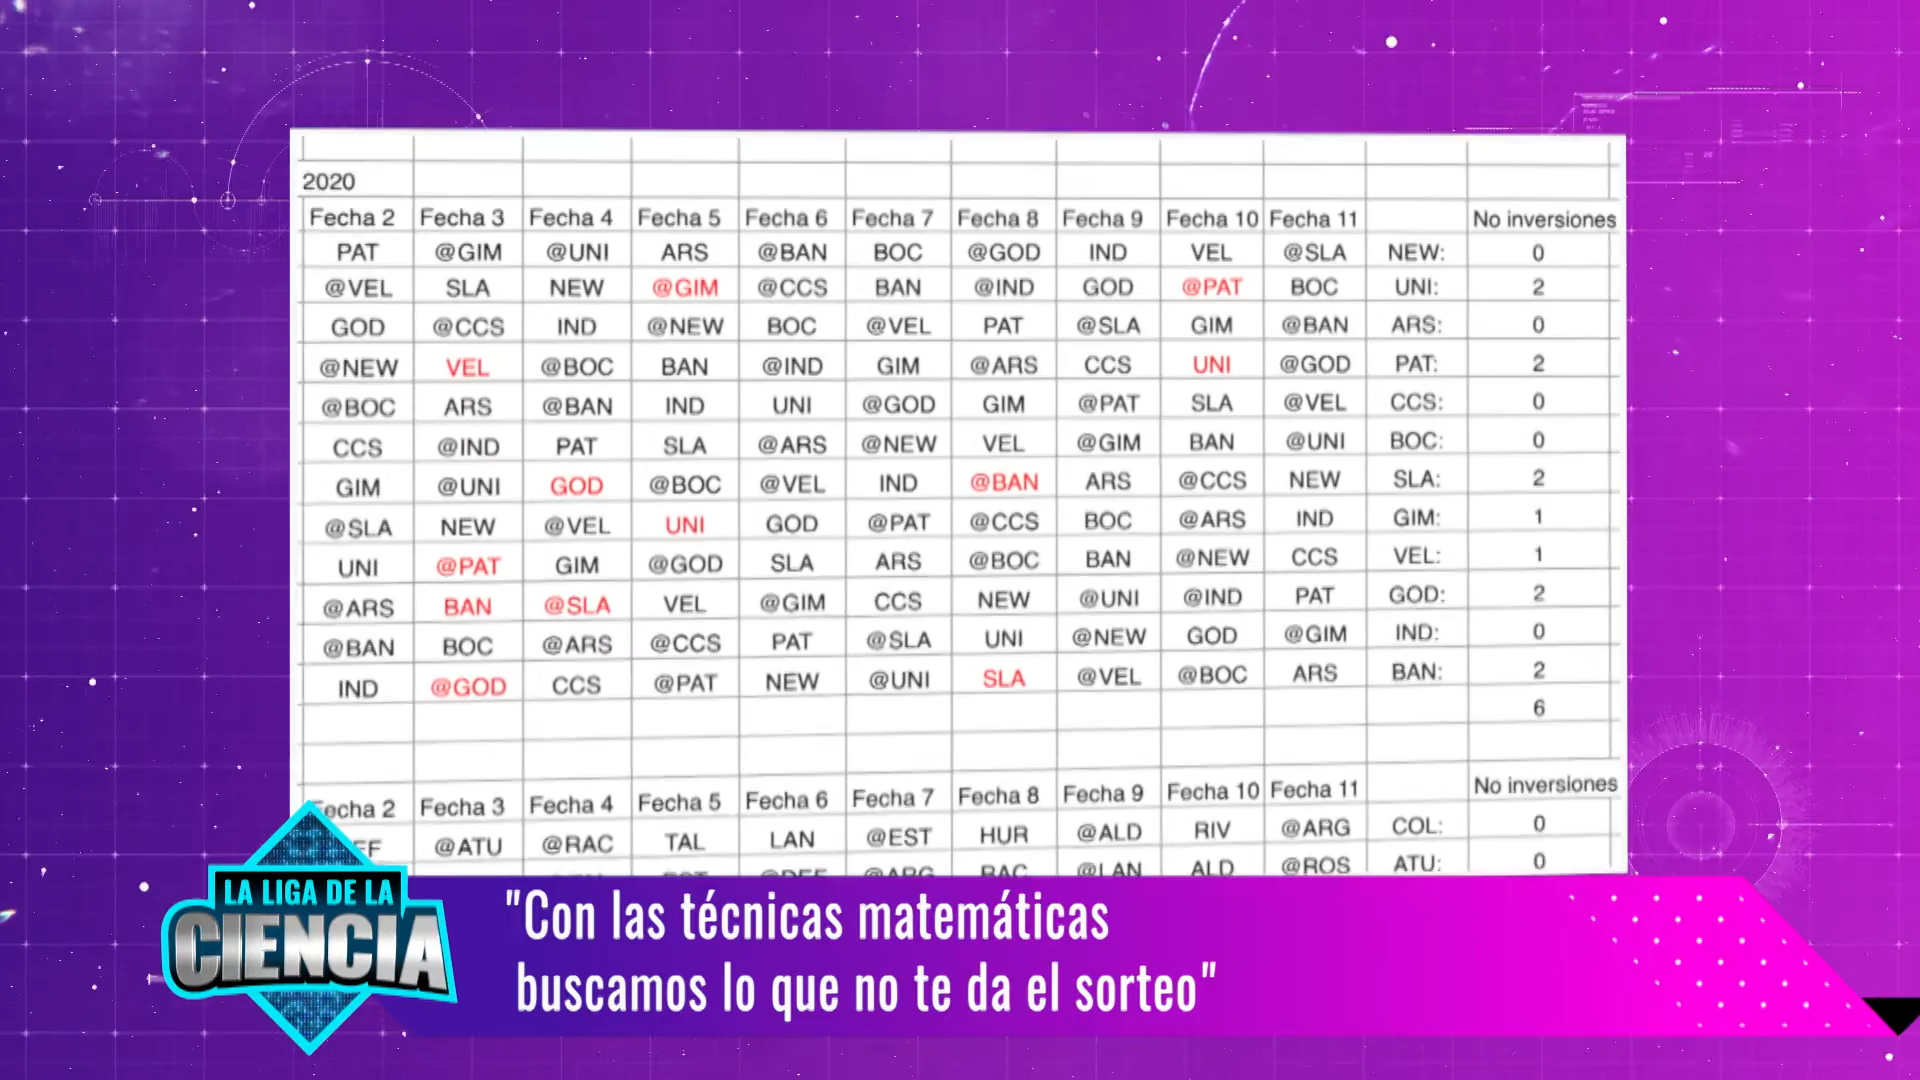 2020
Fecha 2 Fecha 3 Fecha 4 Fecha 5 Fecha 6 Fecha 7 Fecha 8 Fecha 9 Fecha 10 Fecha 11 No inversiones
PAT @GIM @UNI ARS @BAN BOC @GOD IND VEL @SLA NEW: 0
@VEL SLA NEW @GIM @CCS BAN @IND GOD @PAT BOC UNI: 2
GOD @CCS IND @NEW BOC @VEL PAT @SLA GIM @BAN ARS: 0
@NEW VEL @BOC BAN @IND GIM @ARS CCS UNI @GOD PAT: 2
@BOC ARS @BAN IND UNI @GOD GIM @PAT SLA @VEL CCS: 0
CCS @IND PAT SLA @ARS @NEW VEL @GIM BAN @UNI BOC: 0
GIM @UNI GOD @BOC @VEL IND @BAN ARS @CCS NEW SLA: 2
@SLA NEW @VEL UNI GOD @PAT @CCS BOC @ARS IND GIM: 1
UNI @PAT GIM @GOD SLA ARS @BOC BAN @NEW CCS VEL: 1
@ARS BAN @SLA VEL @GIM CCS NEW @UNI @IND PAT GOD: 2
@BAN BOC @ARS @CCS PAT @SLA UNI @NEW GOD @GIM IND: 0
IND @GOD CCS @PAT NEW @UNI SLA @VEL @BOC ARS BAN: 2
6
Fecha 2 Fecha 3 Fecha 4 Fecha 5 Fecha 6 Fecha 7 Fecha 8 Fecha 9 Fecha 10 Fecha 11 No inversiones
@ATU @RAC TAL LAN @EST HUR @ALD RIV @ARG COL: 0
@DEF @ARG RAC @LAN ALD @ROS ATU: 0
LA LIGA DE LA
CIENCIA
"Con las técnicas matemáticas
buscamos lo que no te da el sorteo"